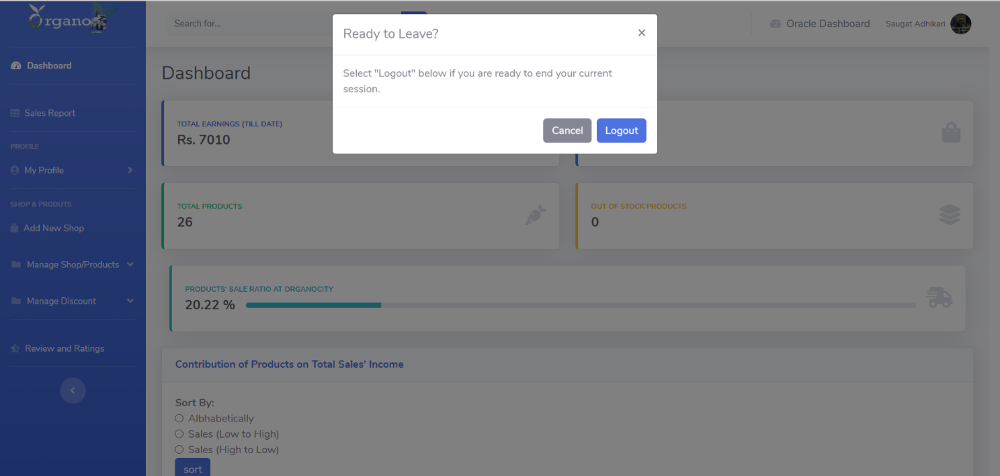 Organo
Search for...
Oracle Dashboard
Saugat Adhikari
Ready to Leave?
×
Select "Logout" below if you are ready to end your current
session.
Cancel
Logout
Dashboard
Sales Report
PROFILE
My Profile
SHOP & PRODUTS
Add New Shop
Manage Shop/Products
Manage Discount
Review and Ratings
Dashboard
TOTAL EARNINGS (TILL DATE)
Rs. 7010
TOTAL PRODUCTS
26
OUT OF STOCK PRODUCTS
0
PRODUCTS' SALE RATIO AT ORGANOCITY
20.22 %
Contribution of Products on Total Sales' Income
Sort By:
Albhabetically
Sales (Low to High)
Sales (High to Low)
sort